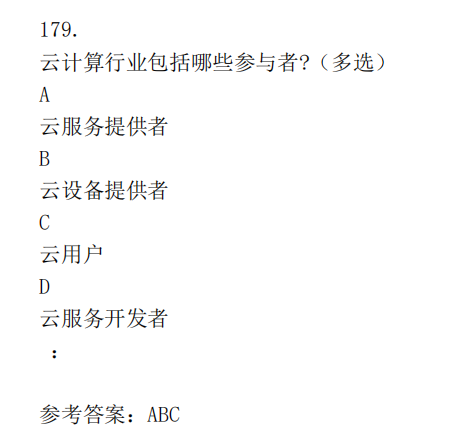 179.
云计算行业包括哪些参与者?（多选）
A
云服务提供者
B
云设备提供者
C
云用户
D
云服务开发者
：
参考答案：ABC